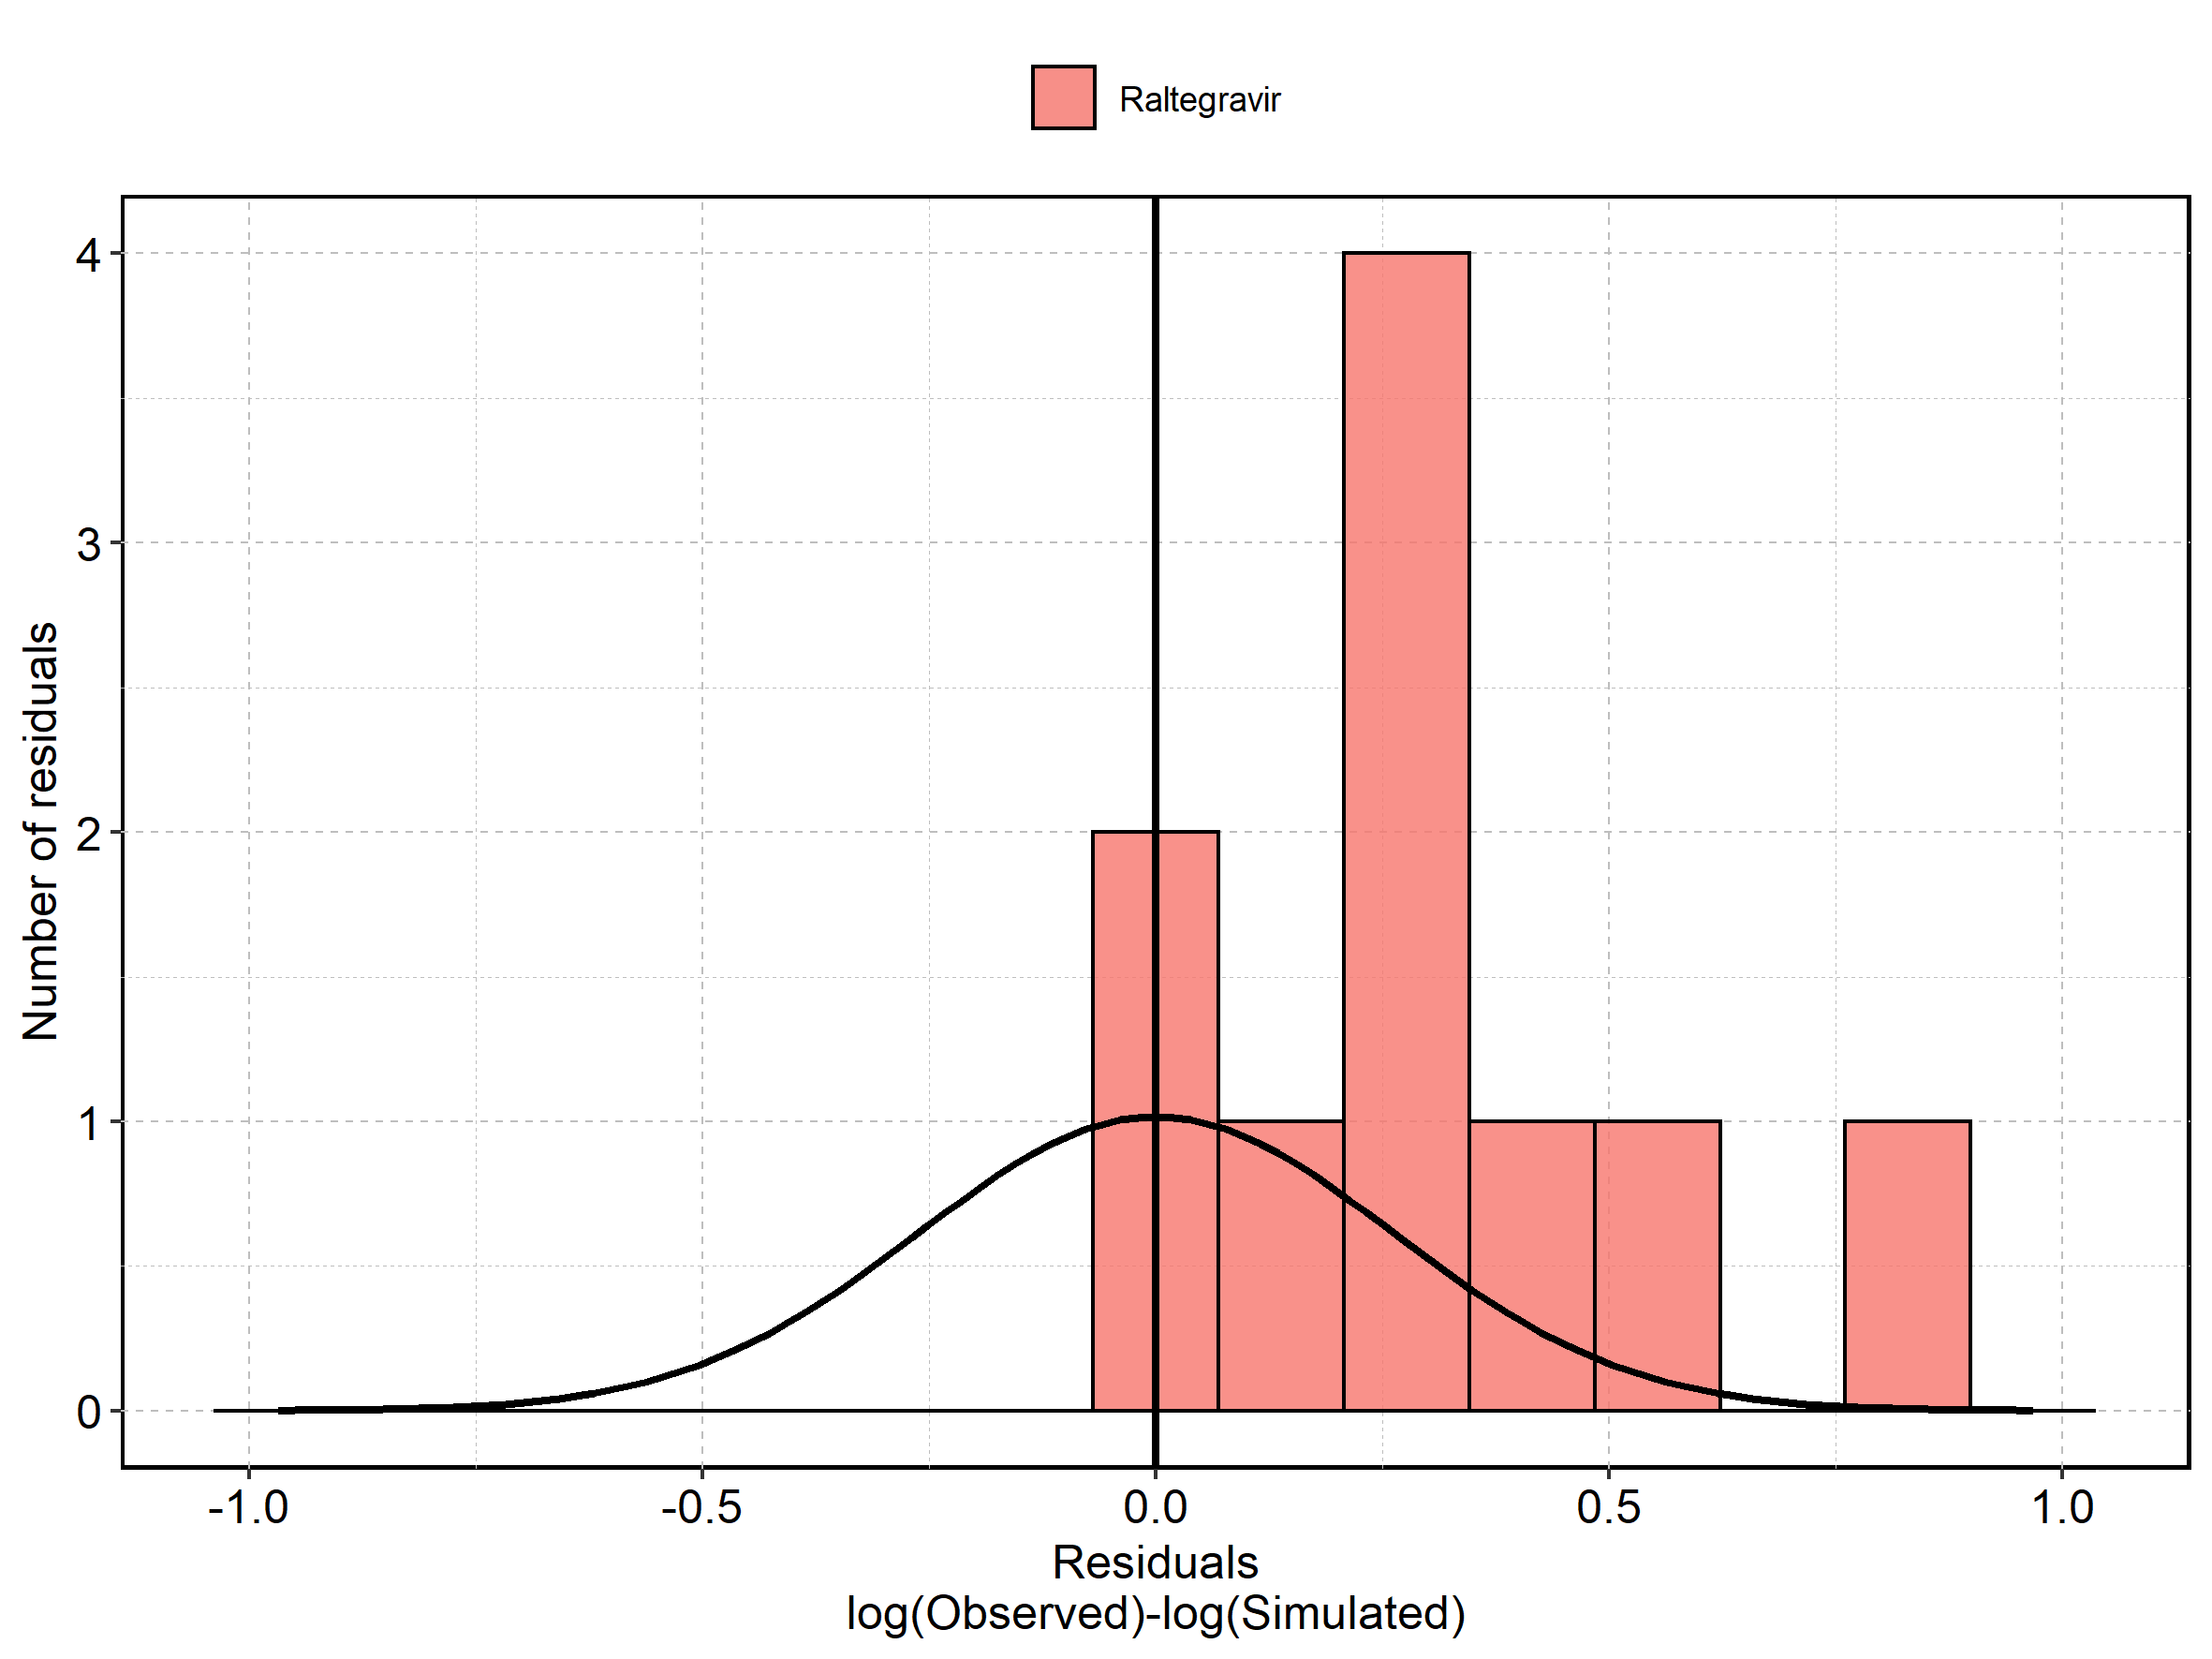 Raltegravir
4
3
2
1
0
Number of residuals
-1.0
-0.5
0.0
0.5
1.0
Residuals
log(Observed)-log(Simulated)